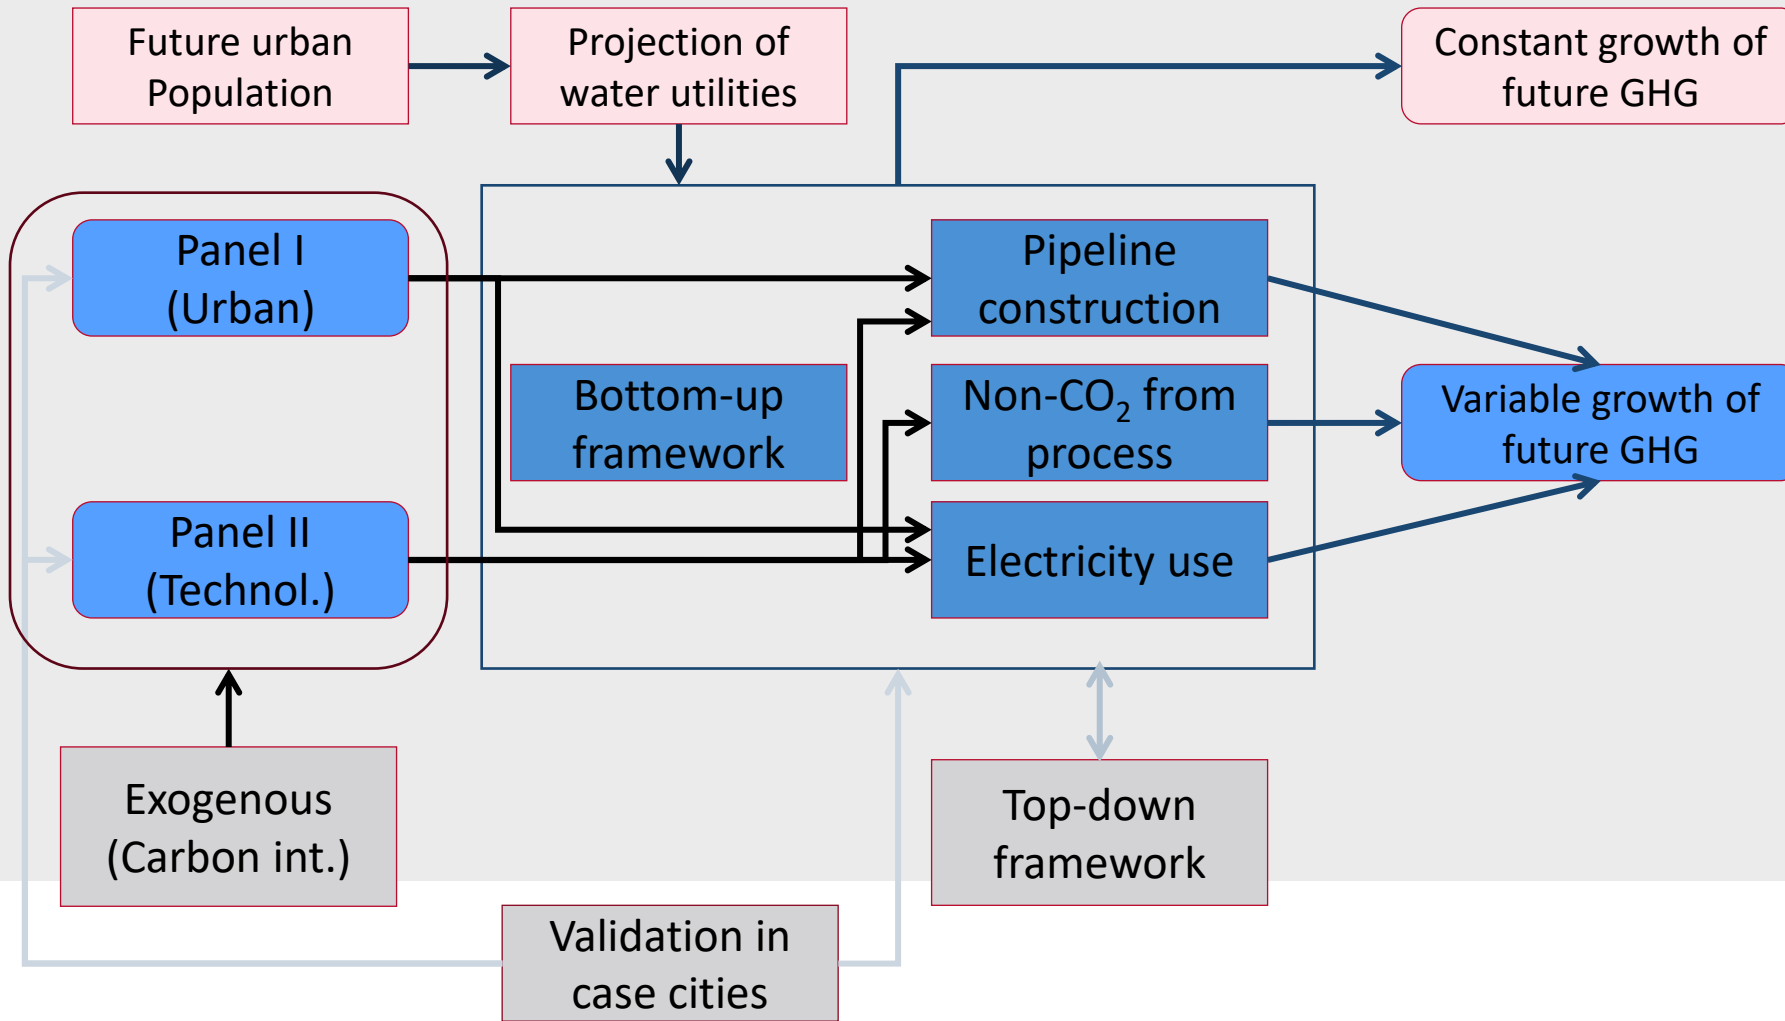 Future urban
Population
Projection of
water utilities
Constant growth of
future GHG
Panel I
(Urban)
Pipeline
construction
Bottom-up
framework
Non-CO₂ from
process
Variable growth of
future GHG
Panel II
(Technol.)
Electricity use
Exogenous
(Carbon int.)
Top-down
framework
Validation in
case cities